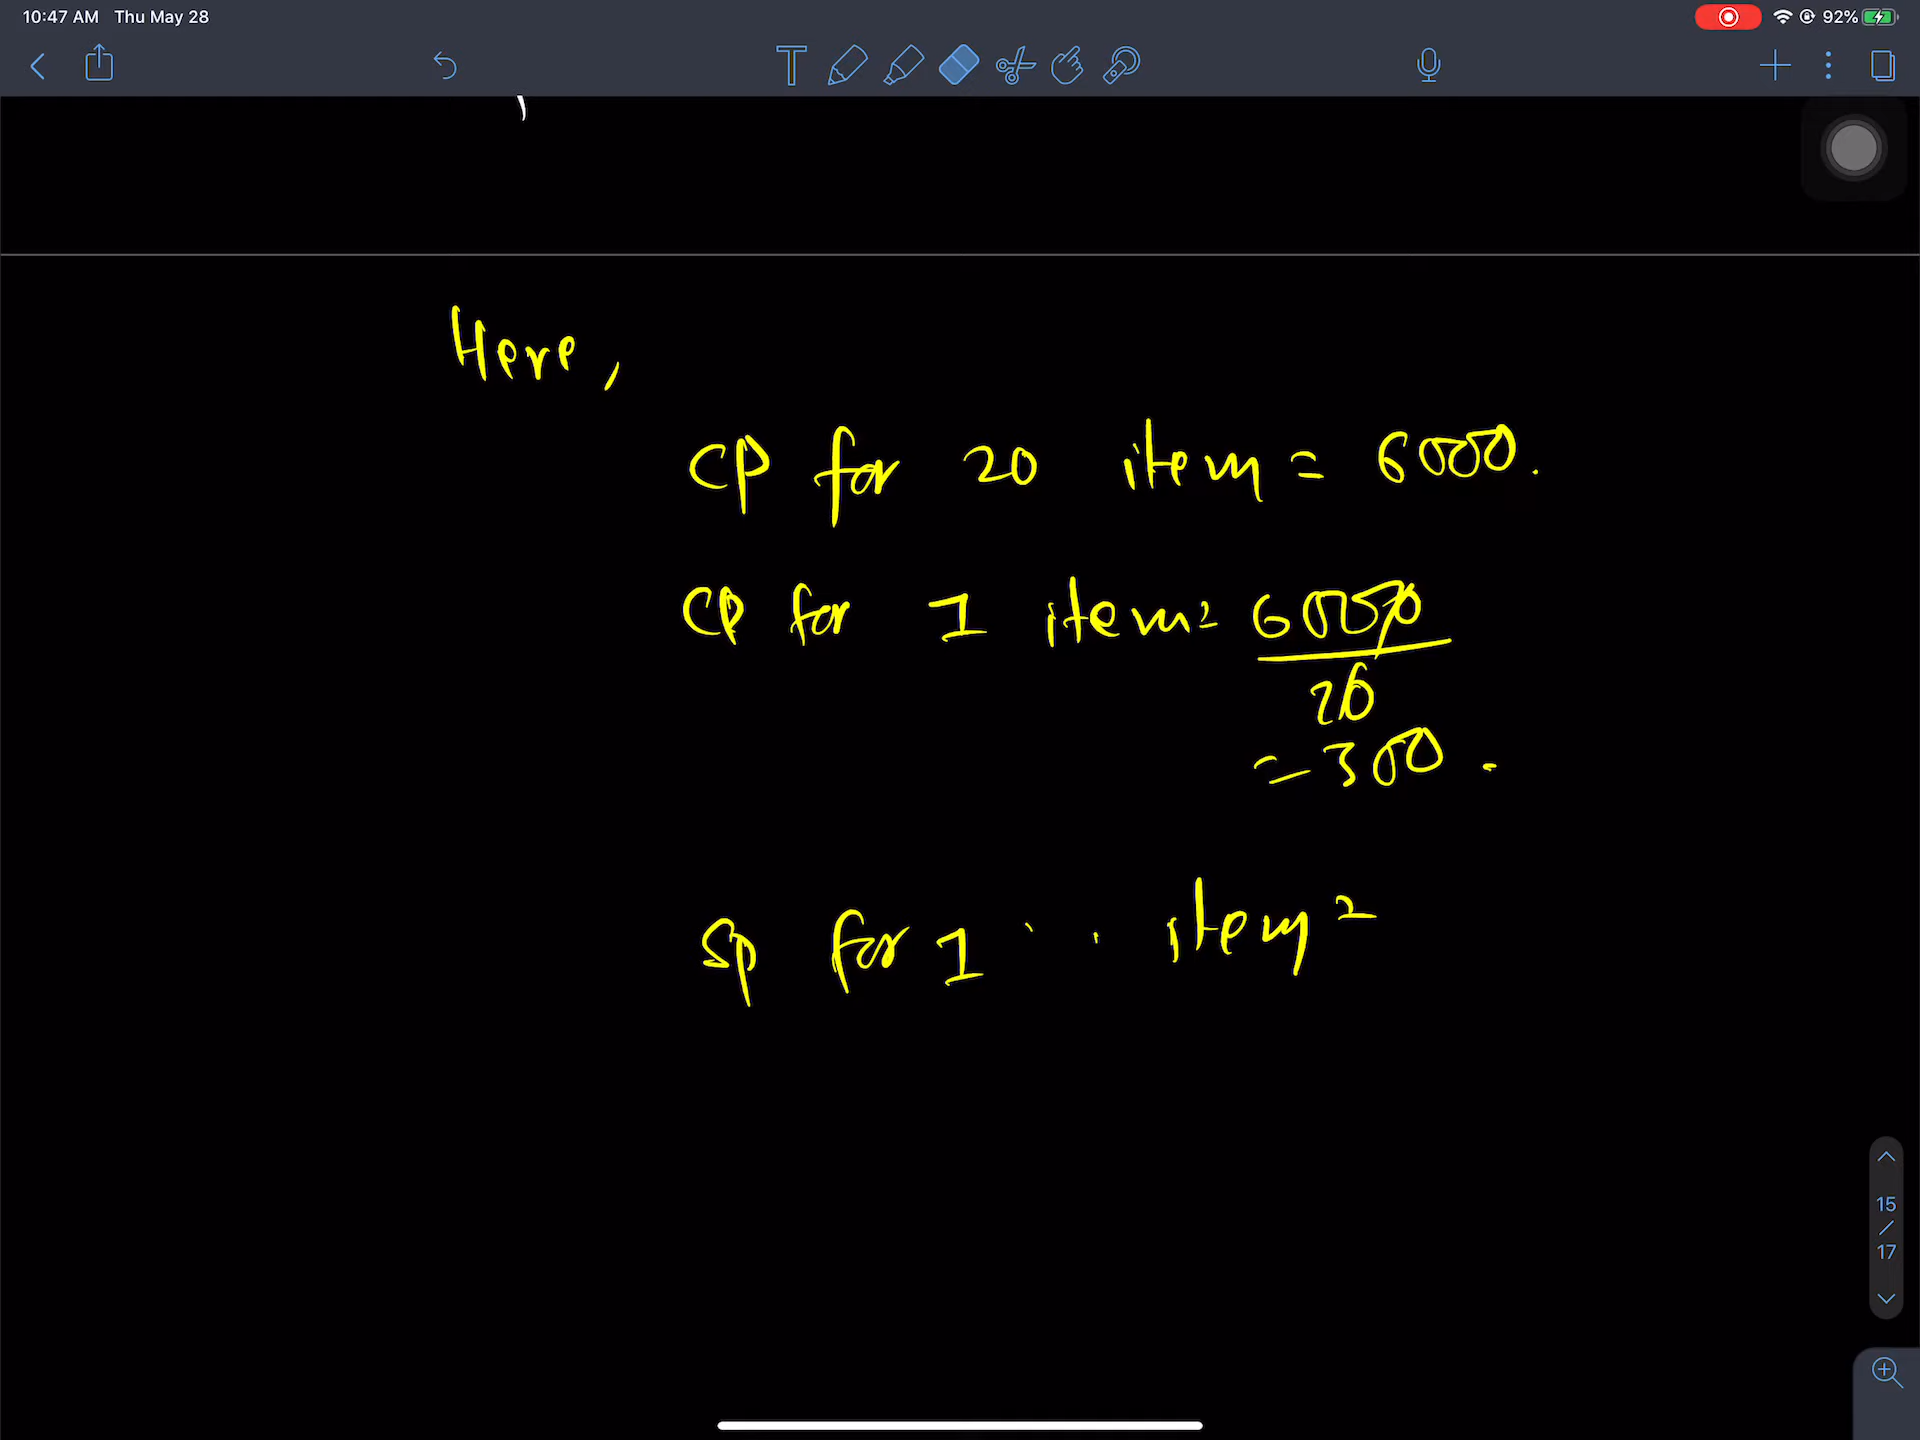 10:47 AM Thu May 28
92%
Here,
CP for 20 item = 6000.
CP for 1 item = 6000
20
= 300.
SP for 1 item =
15
/
17